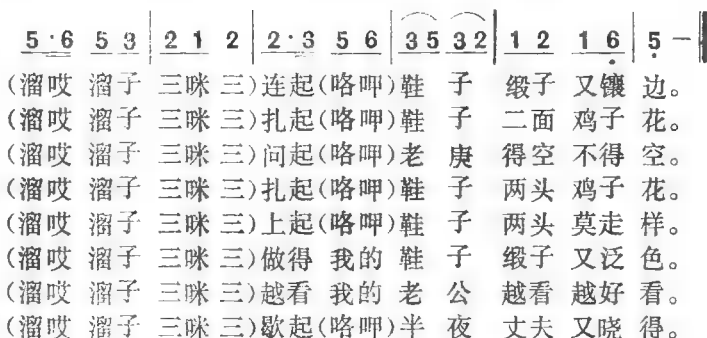 5·6 5 3 | 2 1 2 | 2·3 5 6 | 35 32 | 1 2 1 6 | 5 —
(溜哎 溜子 三咪 三)连起(咯呷)鞋 子 缎子 又镶 边。
(溜哎 溜子 三咪 三)扎起(咯呷)鞋 子 二面 鸡子 花。
(溜哎 溜子 三咪 三)问起(咯呷)老 庚 得空 不得 空。
(溜哎 溜子 三咪 三)扎起(咯呷)鞋 子 两头 鸡子 花。
(溜哎 溜子 三咪 三)上起(咯呷)鞋 子 两头 莫走 样。
(溜哎 溜子 三咪 三)做得 我的 鞋 子 缎子 又泛 色。
(溜哎 溜子 三咪 三)越看 我的 老 公 越看 越好 看。
(溜哎 溜子 三咪 三)歇起(咯呷)半 夜 丈夫 又晓 得。